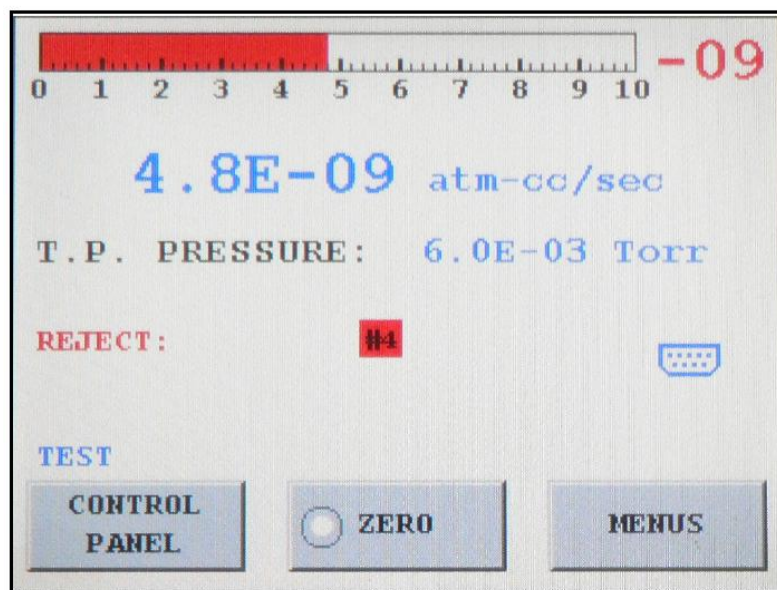 -09
0 1 2 3 4 5 6 7 8 9 10
4.8E-09 atm-cc/sec
T.P. PRESSURE: 6.0E-03 Torr
REJECT: #4
TEST
CONTROL PANEL
ZERO
MENUS